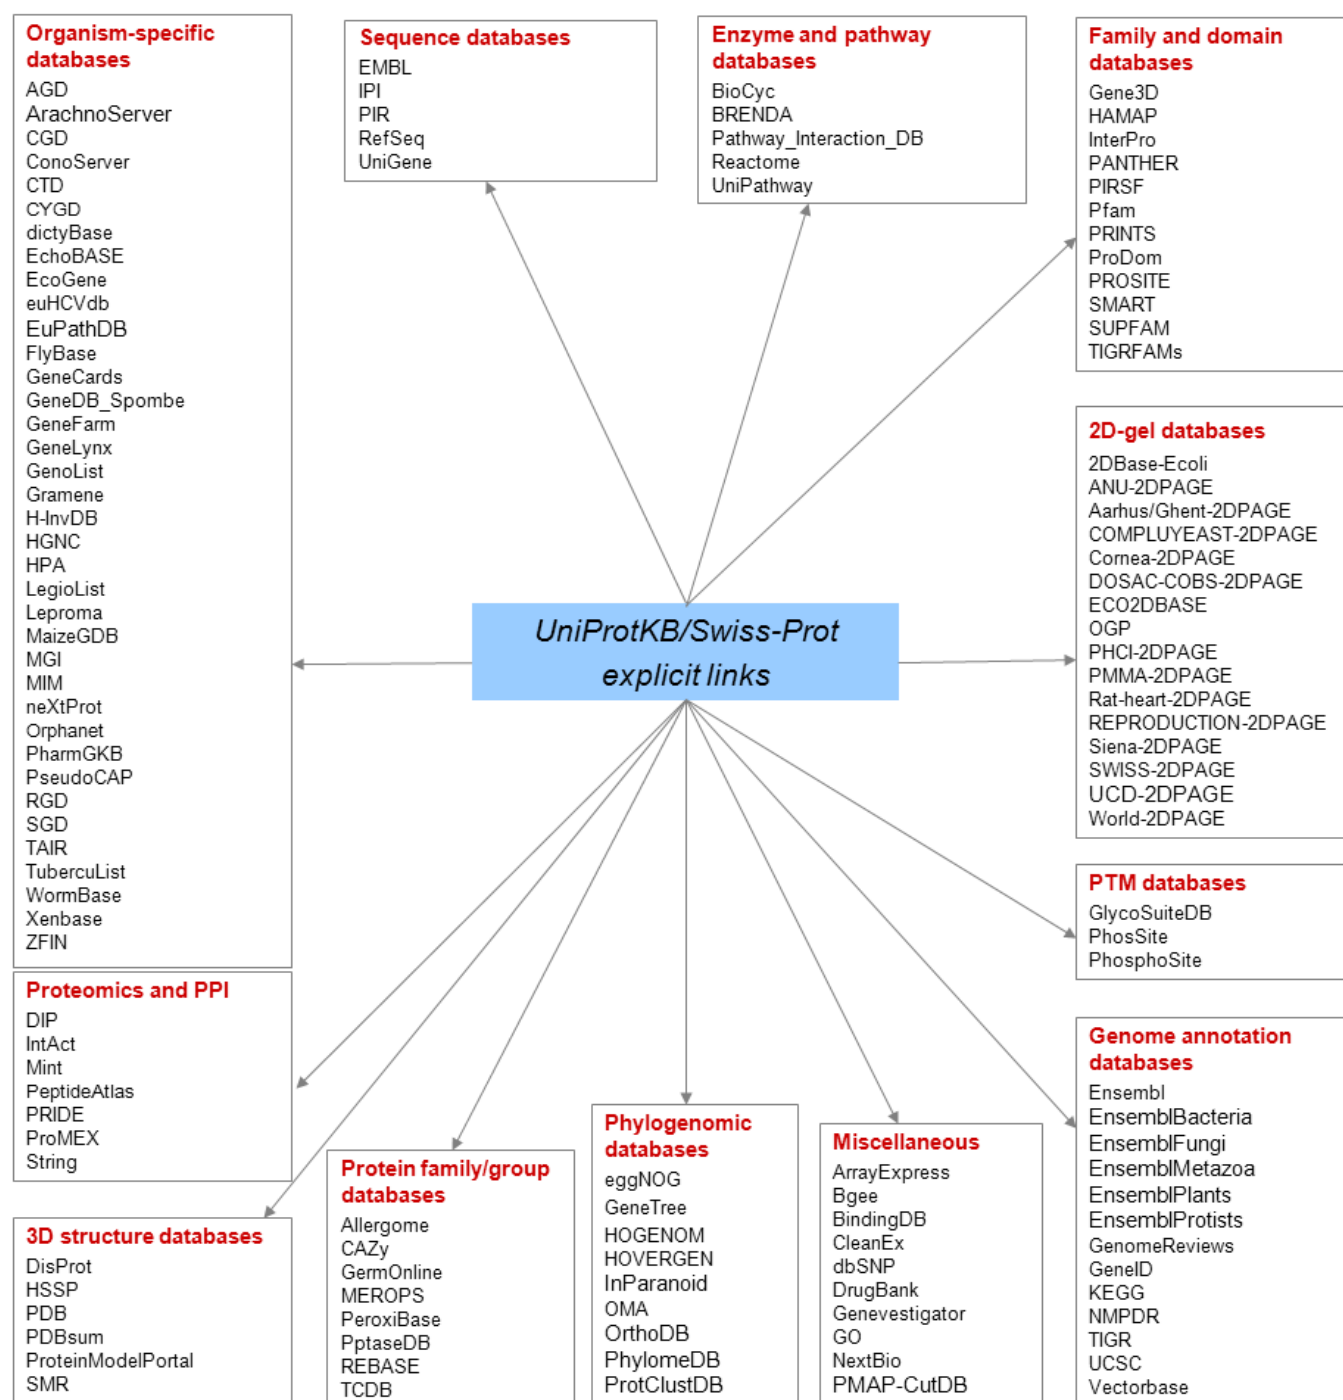 Organism-specific
databases
AGD
ArachnoServer
CGD
ConoServer
CTD
CYGD
dictyBase
EchoBASE
EcoGene
euHCVdb
EuPathDB
FlyBase
GeneCards
GeneDB_Spombe
GeneFarm
GeneLynx
GenoList
Gramene
H-InvDB
HGNC
HPA
LegioList
Leproma
MaizeGDB
MGI
MIM
neXtProt
Orphanet
PharmGKB
PseudoCAP
RGD
SGD
TAIR
TubercuList
WormBase
Xenbase
ZFIN
Sequence databases
EMBL
IPI
PIR
RefSeq
UniGene
Enzyme and pathway
databases
BioCyc
BRENDA
Pathway_Interaction_DB
Reactome
UniPathway
Family and domain
databases
Gene3D
HAMAP
InterPro
PANTHER
PIRSF
Pfam
PRINTS
ProDom
PROSITE
SMART
SUPFAM
TIGRFAMs
2D-gel databases
2DBase-Ecoli
ANU-2DPAGE
Aarhus/Ghent-2DPAGE
COMPLUYEAST-2DPAGE
Cornea-2DPAGE
DOSAC-COBS-2DPAGE
ECO2DBASE
OGP
PHCI-2DPAGE
PMMA-2DPAGE
Rat-heart-2DPAGE
REPRODUCTION-2DPAGE
Siena-2DPAGE
SWISS-2DPAGE
UCD-2DPAGE
World-2DPAGE
UniProtKB/Swiss-Prot
explicit links
PTM databases
GlycoSuiteDB
PhosSite
PhosphoSite
Proteomics and PPI
DIP
IntAct
Mint
PeptideAtlas
PRIDE
ProMEX
String
3D structure databases
DisProt
HSSP
PDB
PDBsum
ProteinModelPortal
SMR
Protein family/group
databases
Allergome
CAZy
GermOnline
MEROPS
PeroxiBase
PptaseDB
REBASE
TCDB
Phylogenomic
databases
eggNOG
GeneTree
HOGENOM
HOVERGEN
InParanoid
OMA
OrthoDB
PhylomeDB
ProtClustDB
Miscellaneous
ArrayExpress
Bgee
BindingDB
CleanEx
dbSNP
DrugBank
Genevestigator
GO
NextBio
PMAP-CutDB
Genome annotation
databases
Ensembl
EnsemblBacteria
EnsemblFungi
EnsemblMetazoa
EnsemblPlants
EnsemblProtists
GenomeReviews
GeneID
KEGG
NMPDR
TIGR
UCSC
Vectorbase